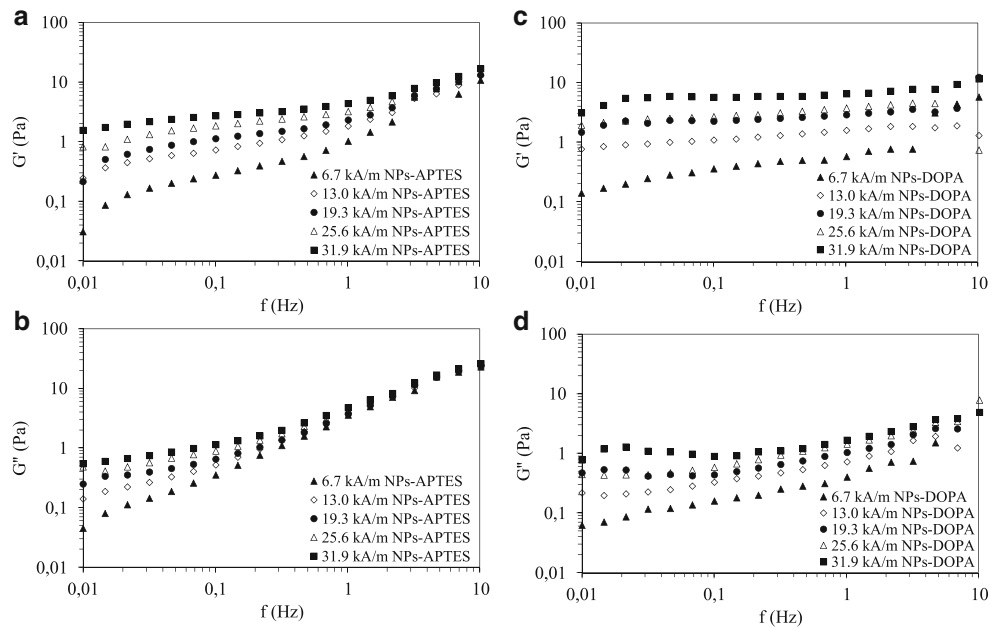 a
100
10
1
0,1
0,01
G' (Pa)
6.7 kA/m NPs-APTES
13.0 kA/m NPs-APTES
19.3 kA/m NPs-APTES
25.6 kA/m NPs-APTES
31.9 kA/m NPs-APTES
0,01
0,1
1
10
f (Hz)
b
100
10
1
0,1
0,01
G" (Pa)
6.7 kA/m NPs-APTES
13.0 kA/m NPs-APTES
19.3 kA/m NPs-APTES
25.6 kA/m NPs-APTES
31.9 kA/m NPs-APTES
0,01
0,1
1
10
f (Hz)
c
100
10
1
0,1
0,01
G' (Pa)
6.7 kA/m NPs-DOPA
13.0 kA/m NPs-DOPA
19.3 kA/m NPs-DOPA
25.6 kA/m NPs-DOPA
31.9 kA/m NPs-DOPA
0,01
0,1
1
10
f (Hz)
d
100
10
1
0,1
0,01
G" (Pa)
6.7 kA/m NPs-DOPA
13.0 kA/m NPs-DOPA
19.3 kA/m NPs-DOPA
25.6 kA/m NPs-DOPA
31.9 kA/m NPs-DOPA
0,01
0,1
1
10
f (Hz)